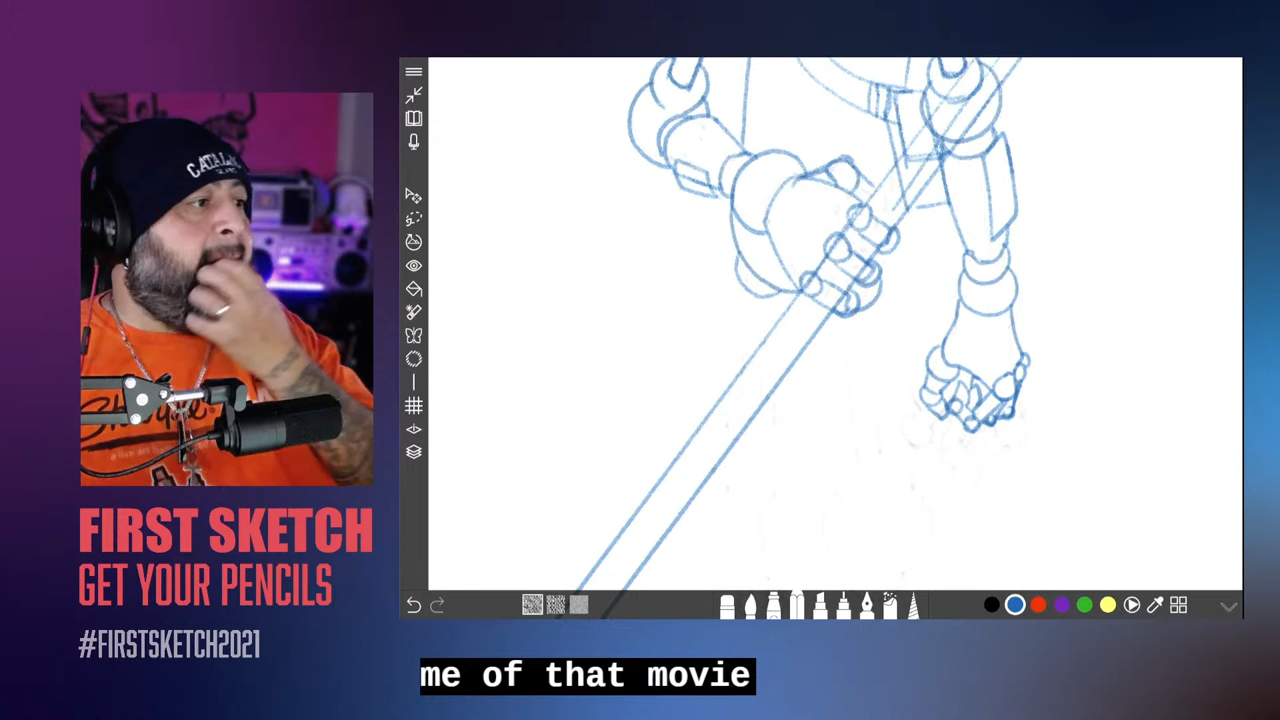 FIRST SKETCH
GET YOUR PENCILS
#FIRSTSKETCH2021
me of that movie